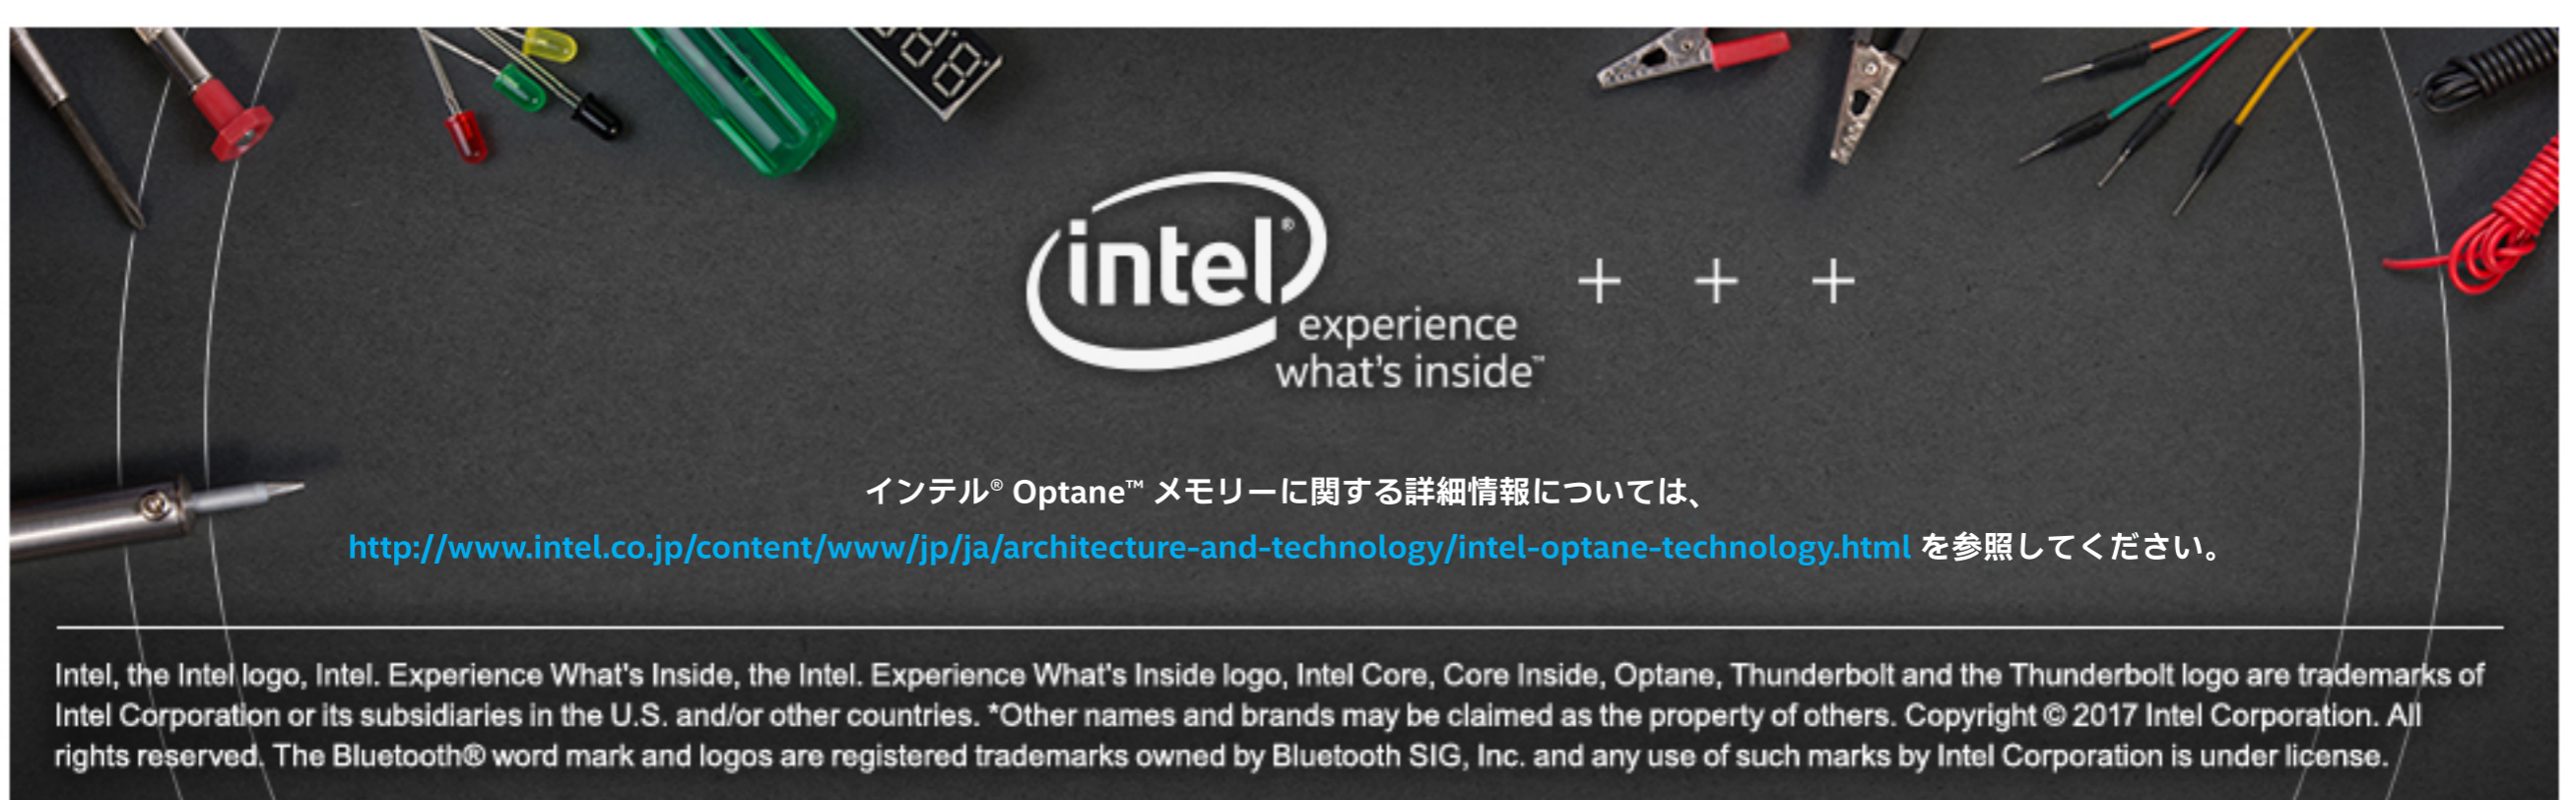 intel®
experience
what's inside™
+ + +
インテル® Optane™ メモリーに関する詳細情報については、
http://www.intel.co.jp/content/www/jp/ja/architecture-and-technology/intel-optane-technology.html を参照してください。
Intel, the Intel logo, Intel. Experience What's Inside, the Intel. Experience What's Inside logo, Intel Core, Core Inside, Optane, Thunderbolt and the Thunderbolt logo are trademarks of
Intel Corporation or its subsidiaries in the U.S. and/or other countries. *Other names and brands may be claimed as the property of others. Copyright © 2017 Intel Corporation. All
rights reserved. The Bluetooth® word mark and logos are registered trademarks owned by Bluetooth SIG, Inc. and any use of such marks by Intel Corporation is under license.